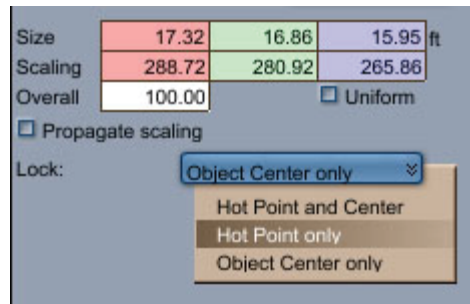 Size 17.32 16.86 15.95 ft
Scaling 288.72 280.92 265.86
Overall 100.00 Uniform
Propagate scaling
Lock: Object Center only
Hot Point and Center
Hot Point only
Object Center only